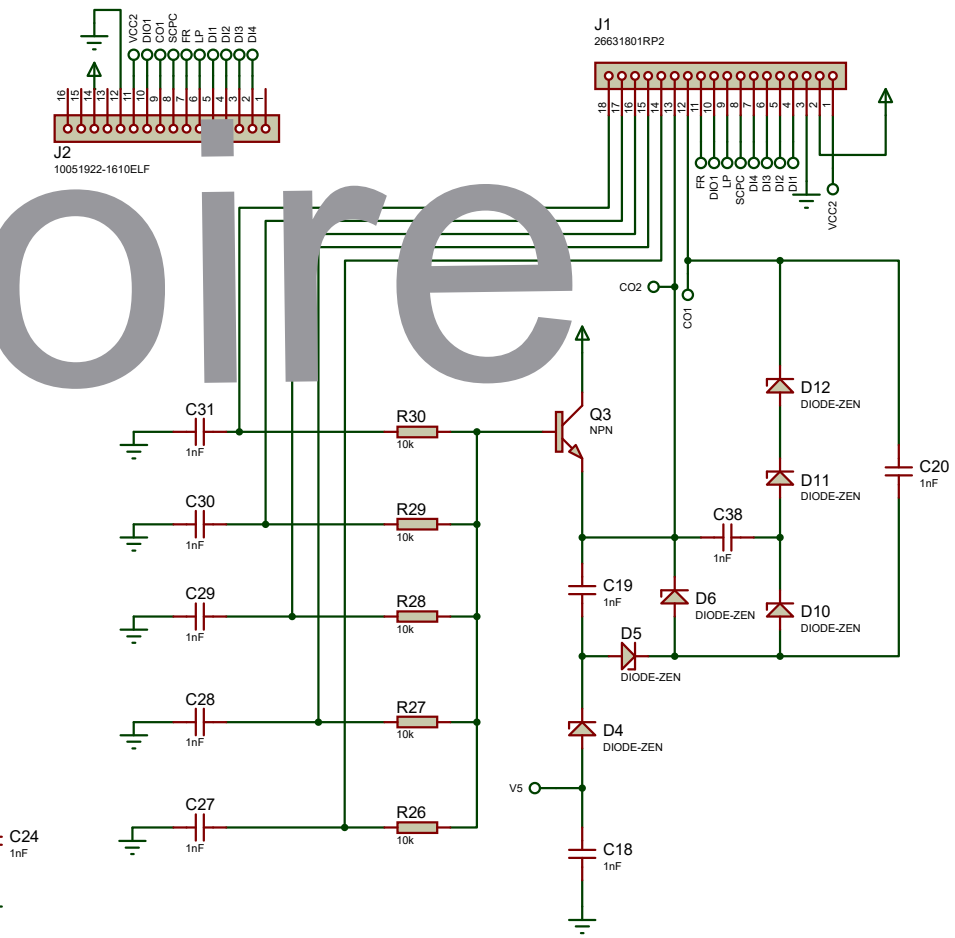 J1
26631801RP2
VCC2
DIO1
CO1
SCPC
FR
LP
DI1
DI2
DI3
DI4
16
15
14
13
12
11
10
9
8
7
6
5
4
3
2
1
J2
10051922-1610ELF
18
17
16
15
14
13
12
11
10
9
8
7
6
5
4
3
2
1
FR
DIO1
LP
SCPC
DI4
DI3
DI2
DI1
VCC2
oire
CO2
CO1
D12
DIODE-ZEN
C31
1nF
R30
10k
Q3
NPN
C20
1nF
D11
DIODE-ZEN
C30
1nF
R29
10k
C38
1nF
C19
1nF
C29
1nF
R28
10k
D6
DIODE-ZEN
D10
DIODE-ZEN
D5
DIODE-ZEN
C28
1nF
R27
10k
D4
DIODE-ZEN
V5
C27
1nF
R26
10k
C24
1nF
C18
1nF